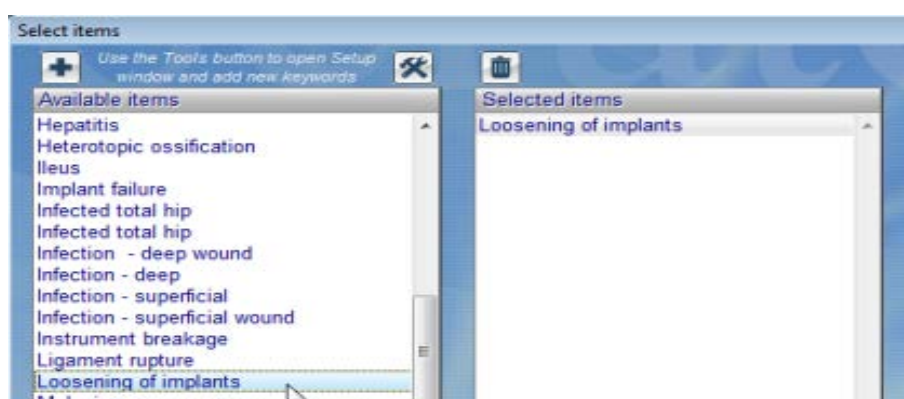 Select items
Use the Tools button to open Setup
window and add new keywords
Available items
Hepatitis
Heterotopic ossification
Ileus
Implant failure
Infected total hip
Infected total hip
Infection  - deep wound
Infection - deep
Infection - superficial
Infection - superficial wound
Instrument breakage
Ligament rupture
Loosening of implants
Selected items
Loosening of implants